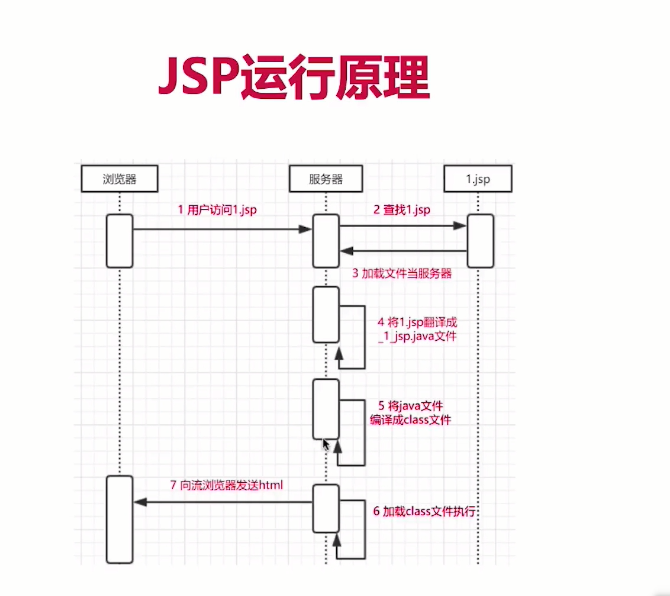 JSP运行原理
浏览器
服务器
1.jsp
1 用户访问1.jsp
2 查找1.jsp
3 加载文件当服务器
4 将1.jsp翻译成
_1_jsp.java文件
5 将java文件
编译成class文件
7 向流浏览器发送html
6 加载class文件执行